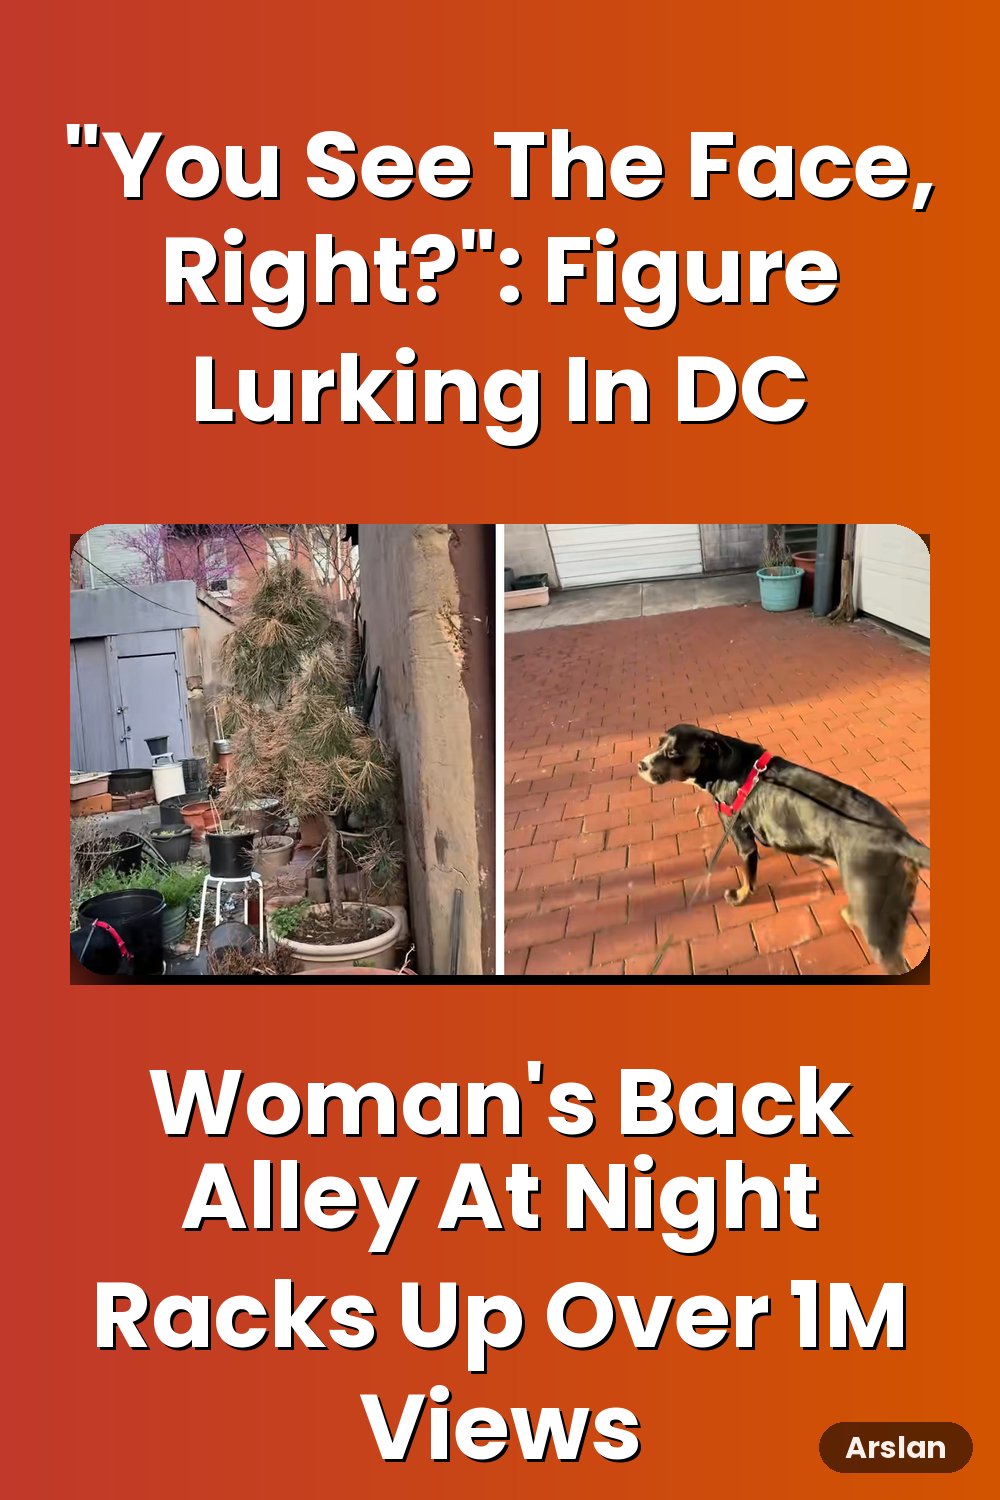 "You See The Face,
Right?": Figure
Lurking In DC
Woman's Back
Alley At Night
Racks Up Over 1M
Views
Arslan